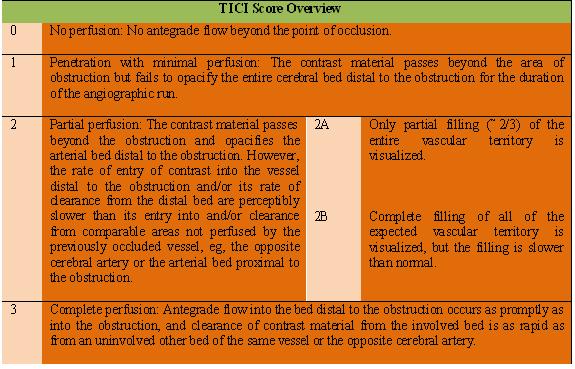 TICI Score Overview
0 No perfusion: No antegrade flow beyond the point of occlusion.
1 Penetration with minimal perfusion: The contrast material passes beyond the area of
obstruction but fails to opacify the entire cerebral bed distal to the obstruction for the duration
of the angiographic run.
2 Partial perfusion: The contrast material passes
beyond the obstruction and opacifies the
arterial bed distal to the obstruction. However,
the rate of entry of contrast into the vessel
distal to the obstruction and/or its rate of
clearance from the distal bed are perceptibly
slower than its entry into and/or clearance
from comparable areas not perfused by the
previously occluded vessel, eg, the opposite
cerebral artery or the arterial bed proximal to
the obstruction.
2A Only partial filling (~2/3) of the
entire vascular territory is
visualized.
2B Complete filling of all of the
expected vascular territory is
visualized, but the filling is slower
than normal.
3 Complete perfusion: Antegrade flow into the bed distal to the obstruction occurs as promptly as
into the obstruction, and clearance of contrast material from the involved bed is as rapid as
from an uninvolved other bed of the same vessel or the opposite cerebral artery.